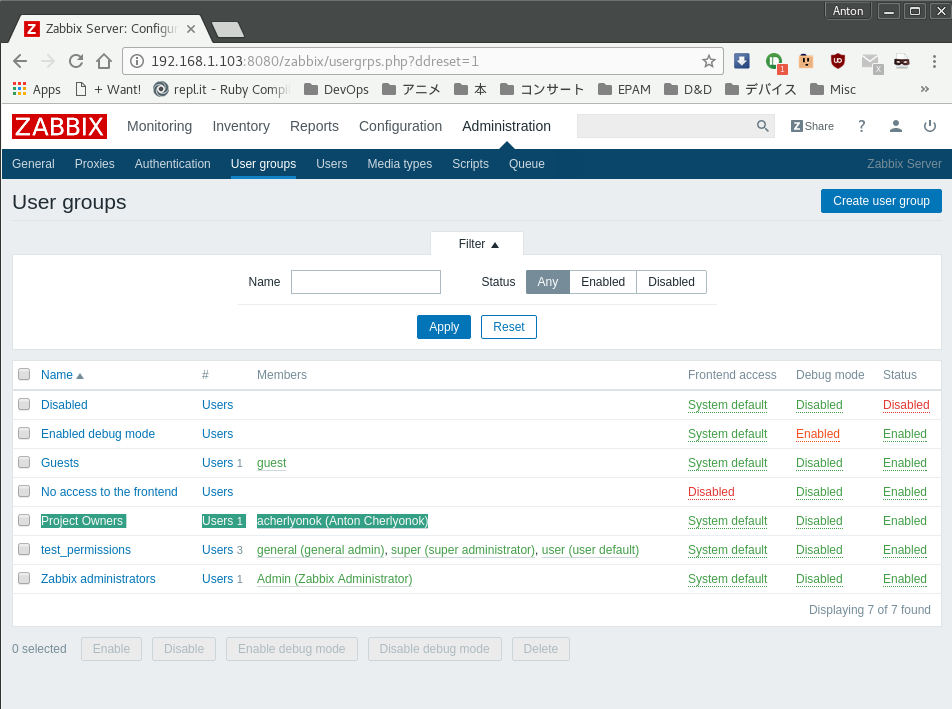 Anton
Zabbix Server: Configur
192.168.1.103:8080/zabbix/usergrps.php?ddreset=1
1
UD
X
Apps + Want! repl.it - Ruby Compil DevOps アニメ 本 コンサート EPAM D&D デバイス Misc »
ZABBIX Monitoring Inventory Reports Configuration Administration Z Share ?
General Proxies Authentication User groups Users Media types Scripts Queue Zabbix Server
User groups Create user group
Filter
Name Status Any Enabled Disabled
Apply Reset
Name # Members Frontend access Debug mode Status
Disabled Users System default Disabled Disabled
Enabled debug mode Users System default Enabled Enabled
Guests Users 1 guest System default Disabled Enabled
No access to the frontend Users Disabled Disabled Enabled
Project Owners Users 1 acherlyonok (Anton Cherlyonok) System default Disabled Enabled
test_permissions Users 3 general (general admin), super (super administrator), user (user default) System default Disabled Enabled
Zabbix administrators Users 1 Admin (Zabbix Administrator) System default Disabled Enabled
Displaying 7 of 7 found
0 selected Enable Disable Enable debug mode Disable debug mode Delete